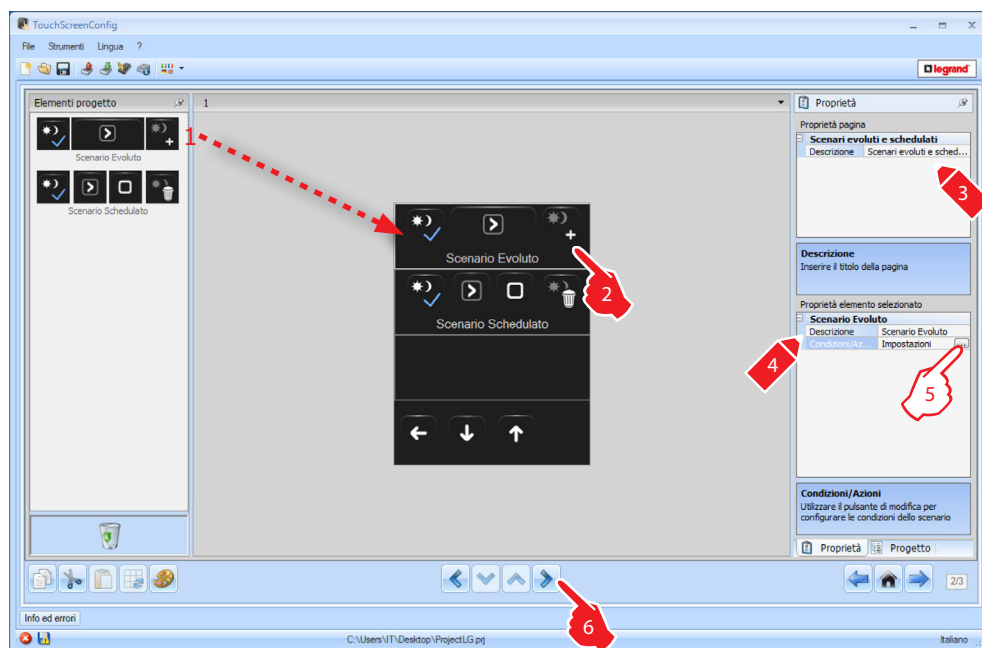 TouchScreenConfig
File Strumenti Lingua ?
legrand
Elementi progetto
1
Proprietà
Scenario Evoluto
Scenario Schedulato
1
Scenario Evoluto
2
Scenario Schedulato
Proprietà pagina
Scenari evoluti e schedulati
Descrizione Scenari evoluti e sched...
3
Descrizione
Inserire il titolo della pagina
Proprietà elemento selezionato
Scenario Evoluto
Descrizione Scenario Evoluto
Condizioni/Az... Impostazioni ...
4
5
Condizioni/Azioni
Utilizzare il pulsante di modifica per
configurare le condizioni dello scenario
Proprietà Progetto
2/3
6
Info ed errori
C:\Users\IT\Desktop\ProjectLG.prj
Italiano